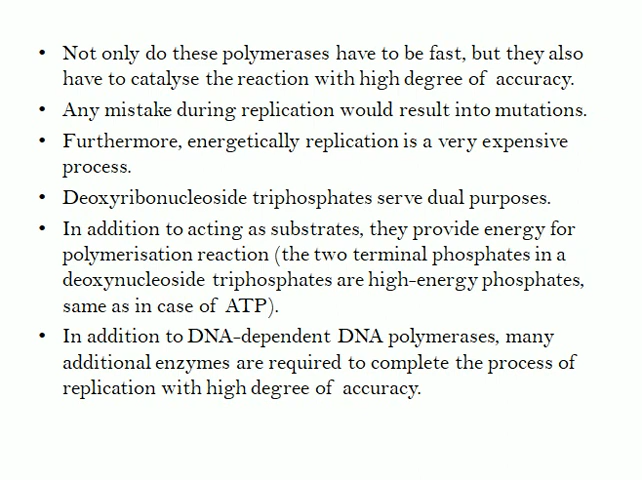 • Not only do these polymerases have to be fast, but they also
have to catalyse the reaction with high degree of accuracy.
• Any mistake during replication would result into mutations.
• Furthermore, energetically replication is a very expensive
process.
• Deoxyribonucleoside triphosphates serve dual purposes.
• In addition to acting as substrates, they provide energy for
polymerisation reaction (the two terminal phosphates in a
deoxynucleoside triphosphates are high-energy phosphates,
same as in case of ATP).
• In addition to DNA-dependent DNA polymerases, many
additional enzymes are required to complete the process of
replication with high degree of accuracy.